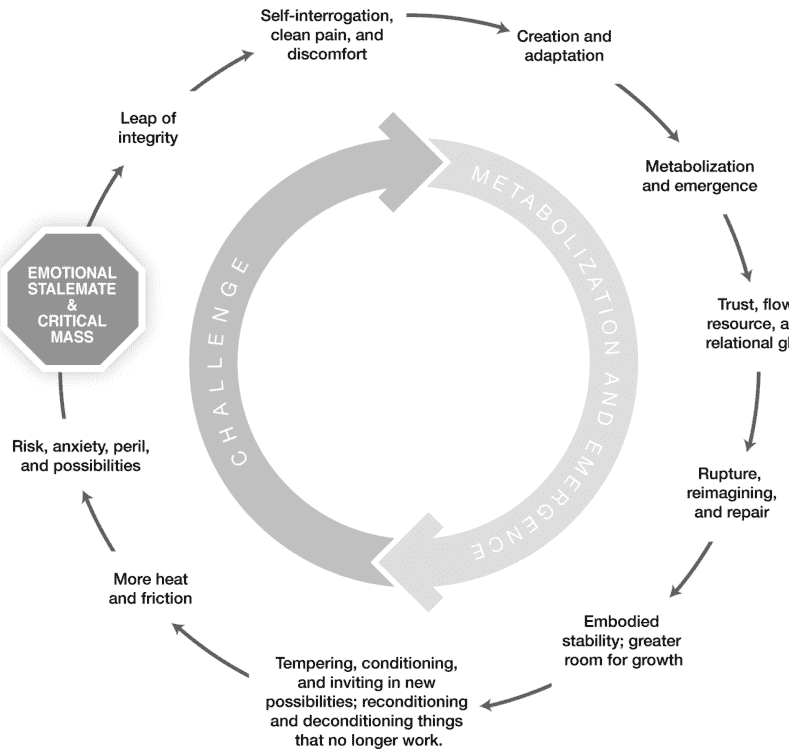 Self-interrogation,
clean pain, and
discomfort
Creation and
adaptation
Metabolization
and emergence
Trust, flow
resource,
relational
Rupture,
reimagining,
and repair
Embodied
stability; greater
room for growth
Tempering, conditioning,
and inviting in new
possibilities; reconditioning
and deconditioning things
that no longer work.
More heat
and friction
Risk, anxiety, peril,
and possibilities
EMOTIONAL
STALEMATE
&
CRITICAL
MASS
Leap of
integrity
CHALLENGE
METABOLIZATION AND EMERGENCE